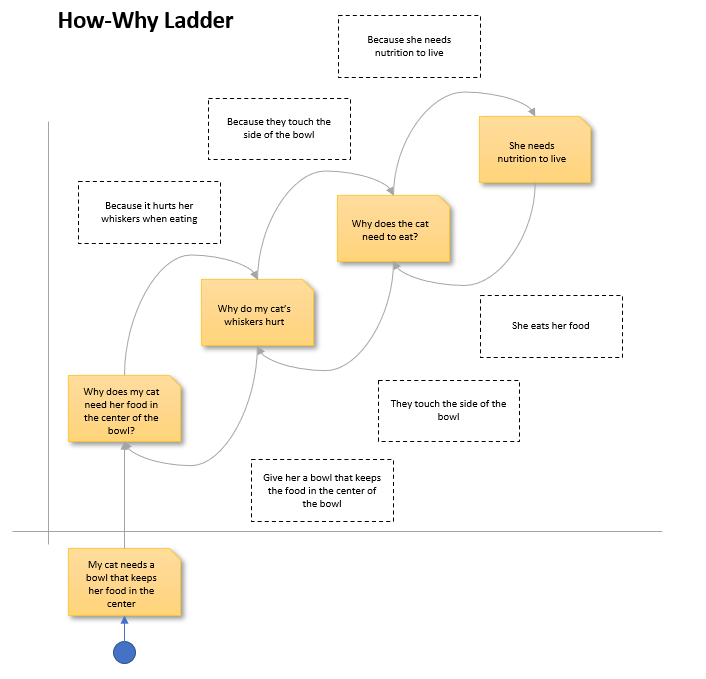 How-Why Ladder
Because she needs
nutrition to live
Because they touch the
side of the bowl
She needs
nutrition to live
Because it hurts her
whiskers when eating
Why does the cat
need to eat?
Why do my cat's
whiskers hurt
She eats her food
Why does my cat
need her food in
the center of the
bowl?
They touch the side of the
bowl
Give her a bowl that keeps
the food in the center of
the bowl
My cat needs a
bowl that keeps
her food in the
center